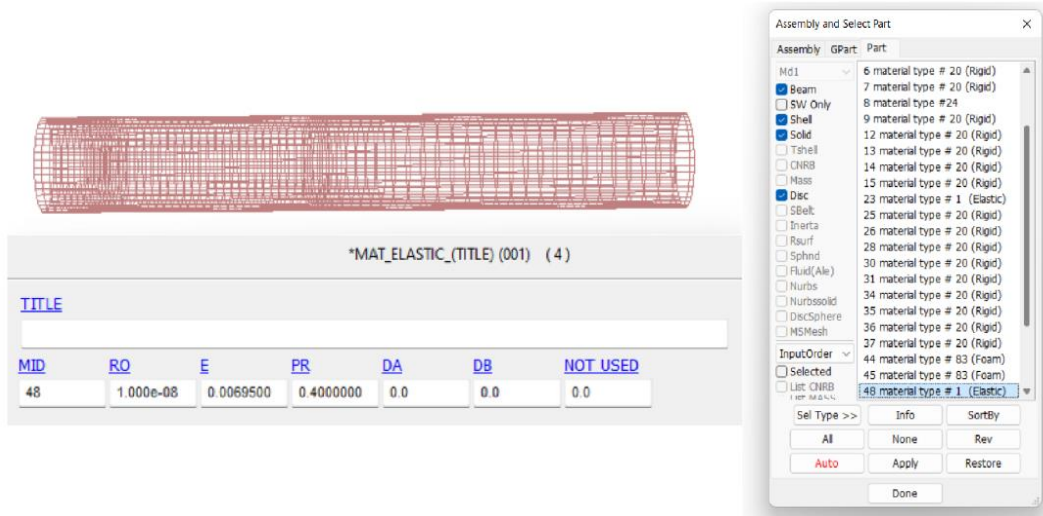 *MAT_ELASTIC_(TITLE) (001) (4)
TITLE
MID RO E PR DA DB NOT USED
48 1.000e-08 0.0069500 0.4000000 0.0 0.0 0.0
Assembly and Select Part
Assembly GPart Part
Md1
Beam
SW Only
Shell
Solid
Tshell
CNRB
Mass
Disc
SBelt
Inerta
Rsurf
Sphnd
Fluid(Ale)
Nurbs
Nurbssolid
DiscSphere
MSMesh
InputOrder
Selected
List CNRB
List MASS
6 material type # 20 (Rigid)
7 material type # 20 (Rigid)
8 material type #24
9 material type # 20 (Rigid)
12 material type # 20 (Rigid)
13 material type # 20 (Rigid)
14 material type # 20 (Rigid)
15 material type # 20 (Rigid)
23 material type # 1 (Elastic)
25 material type # 20 (Rigid)
26 material type # 20 (Rigid)
28 material type # 20 (Rigid)
30 material type # 20 (Rigid)
31 material type # 20 (Rigid)
34 material type # 20 (Rigid)
35 material type # 20 (Rigid)
36 material type # 20 (Rigid)
37 material type # 20 (Rigid)
44 material type # 83 (Foam)
45 material type # 83 (Foam)
48 material type # 1 (Elastic)
Sel Type >> Info SortBy
All None Rev
Auto Apply Restore
Done